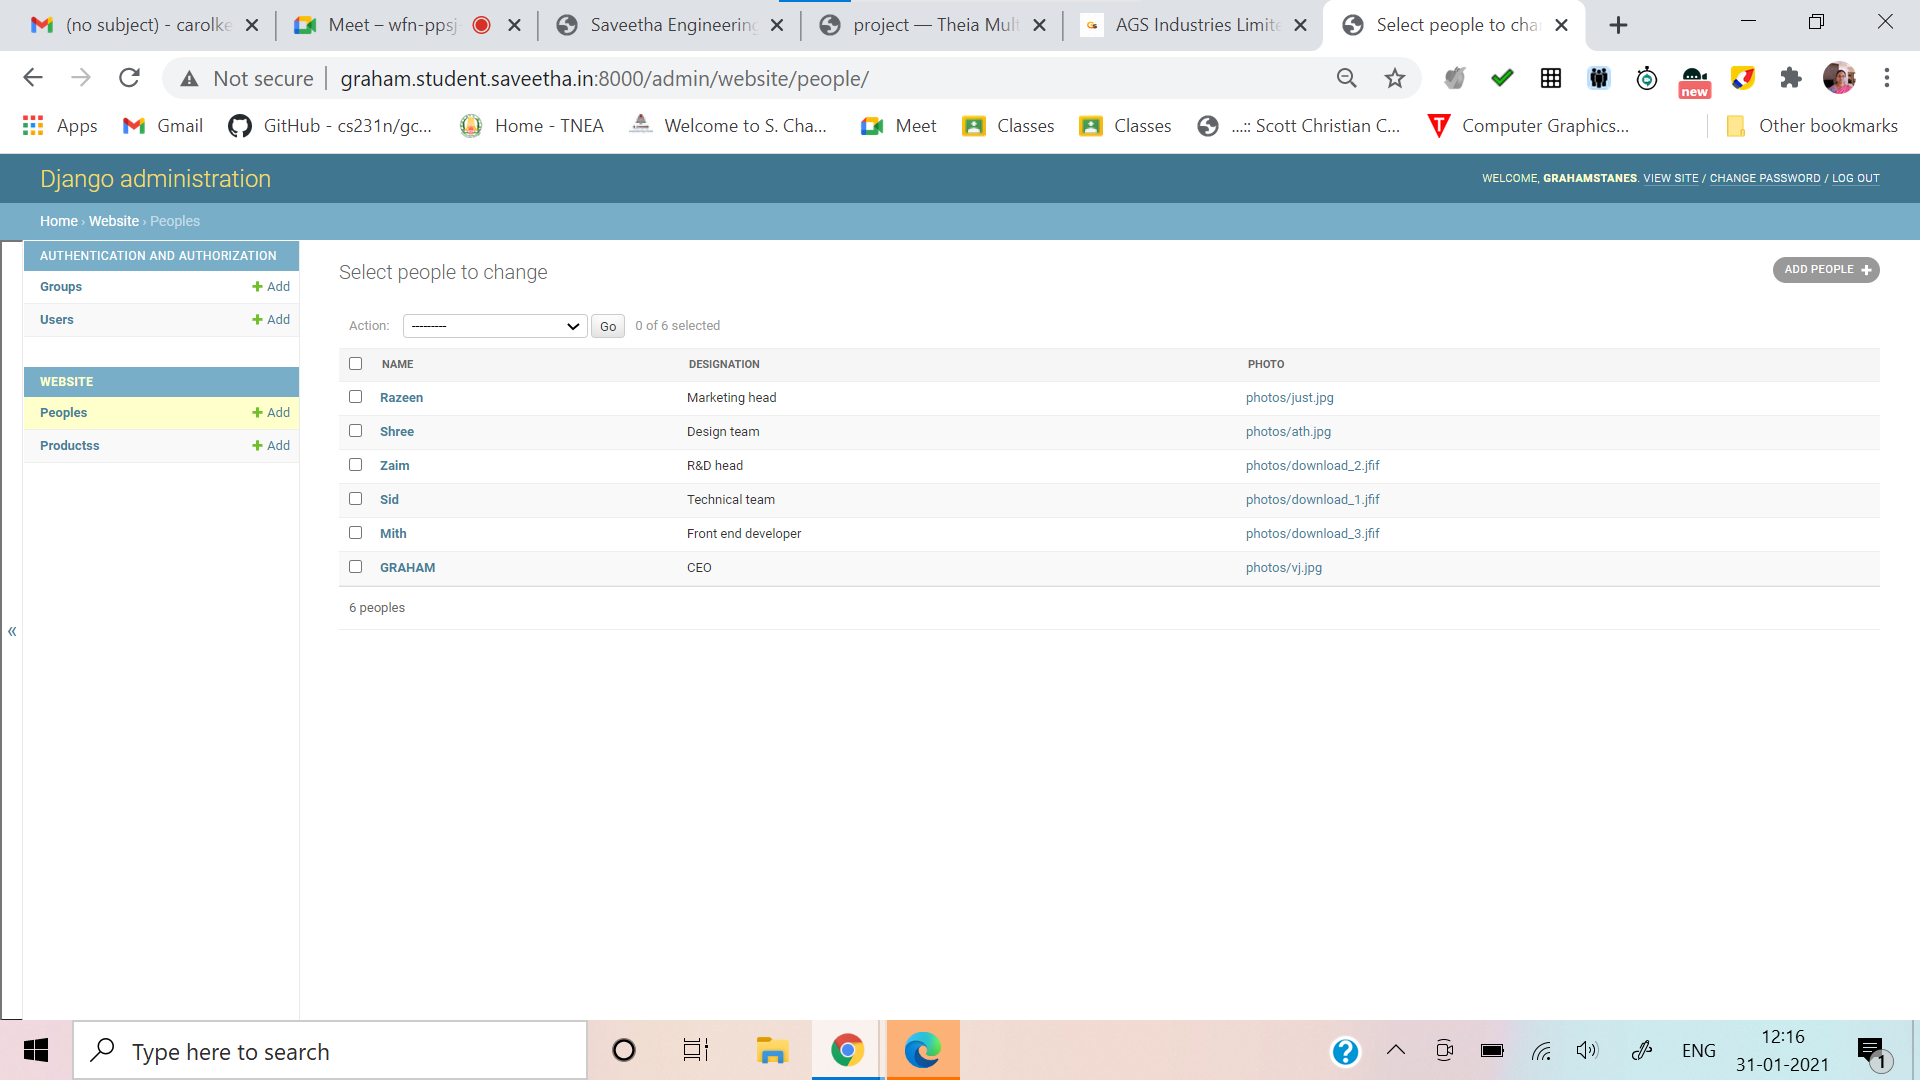 (no subject) - carolke
Meet – wfn-ppsj
Saveetha Engineering
project — Theia Mult
AGS Industries Limite
Select people to cha
Not secure
graham.student.saveetha.in:8000/admin/website/people/
new
Apps
Gmail
GitHub - cs231n/gc...
Home - TNEA
Welcome to S. Cha...
Meet
Classes
Classes
...:: Scott Christian C...
Computer Graphics...
Other bookmarks
Django administration
WELCOME, GRAHAMSTANES. VIEW SITE / CHANGE PASSWORD / LOG OUT
Home › Website › Peoples
AUTHENTICATION AND AUTHORIZATION
Groups
+ Add
Users
+ Add
WEBSITE
Peoples
+ Add
Productss
+ Add
«
Select people to change
ADD PEOPLE +
Action: --------- Go 0 of 6 selected
NAME DESIGNATION PHOTO
Razeen Marketing head photos/just.jpg
Shree Design team photos/ath.jpg
Zaim R&D head photos/download_2.jfif
Sid Technical team photos/download_1.jfif
Mith Front end developer photos/download_3.jfif
GRAHAM CEO photos/vj.jpg
6 peoples
Type here to search
ENG
12:16
31-01-2021
1